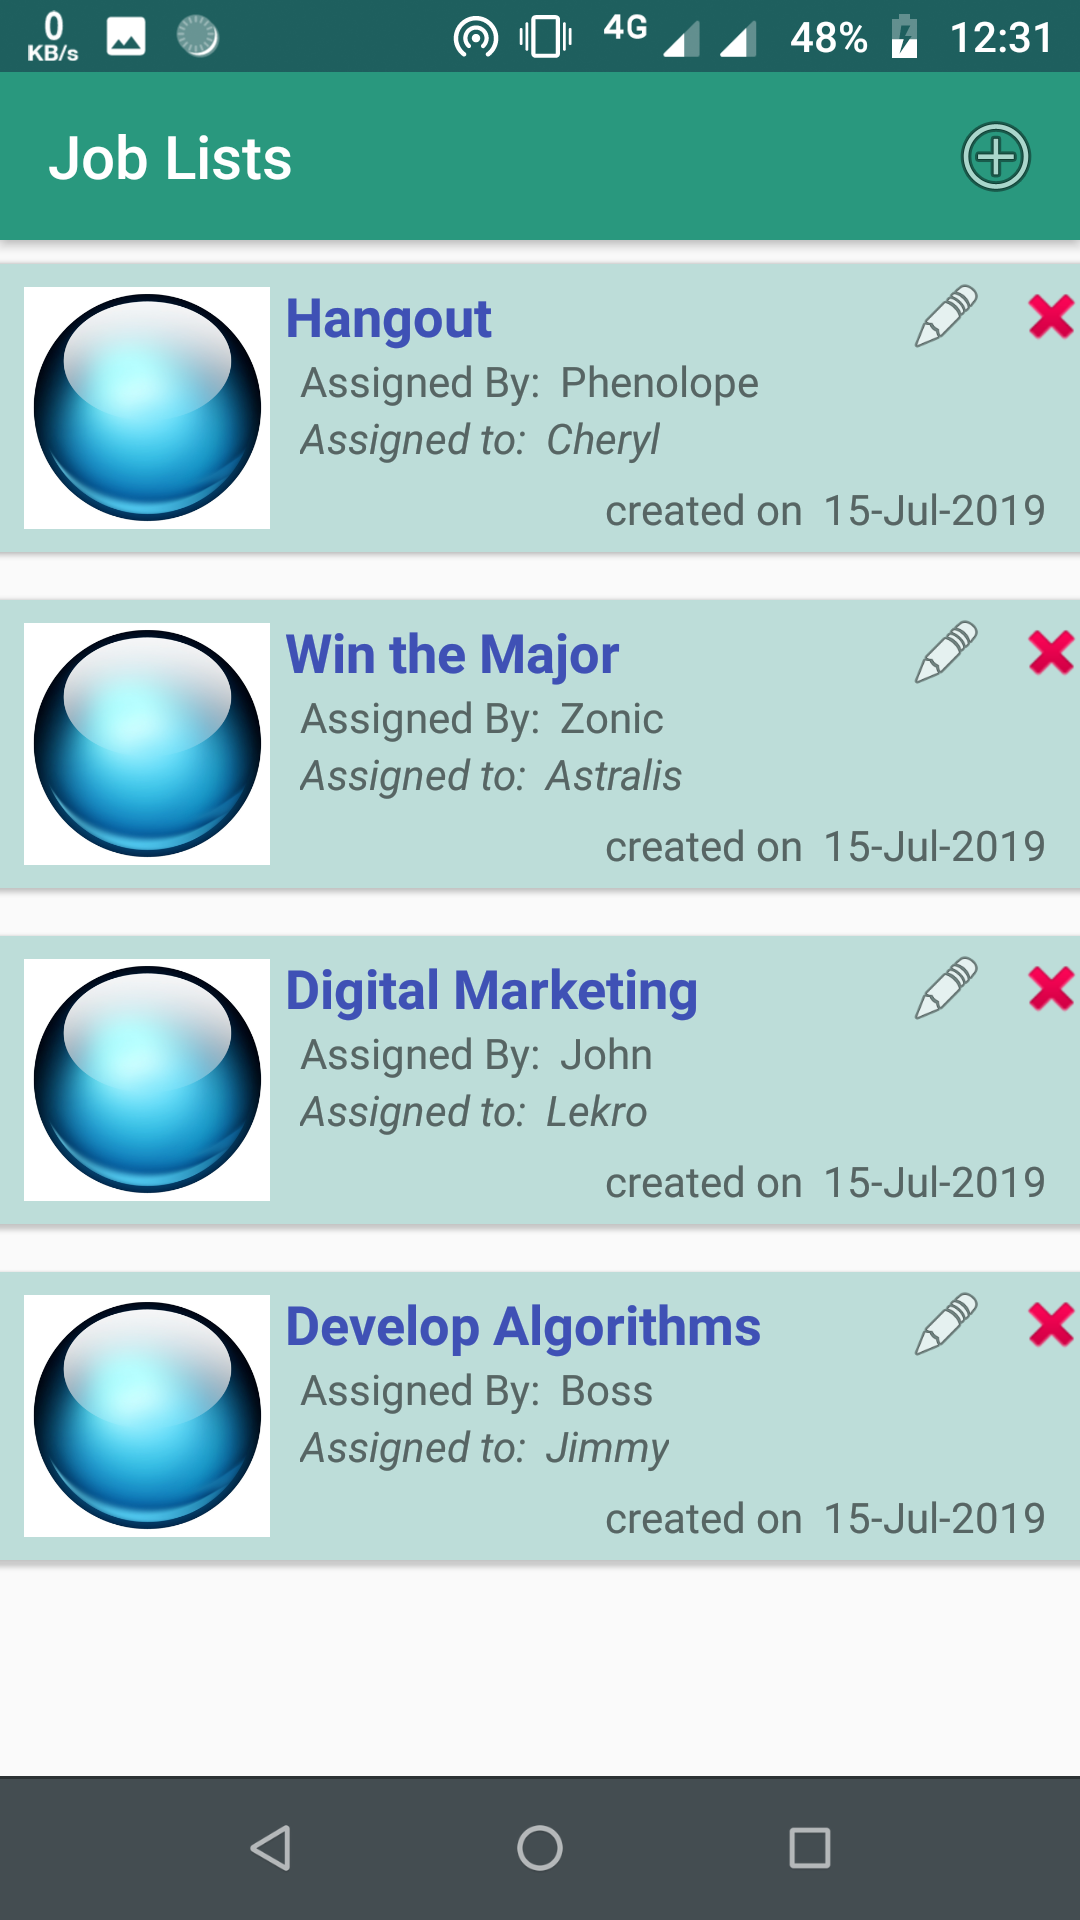 0
KB/s
4G
48%
12:31
Job Lists
Hangout
Assigned By: Phenolope
Assigned to: Cheryl
created on 15-Jul-2019
Win the Major
Assigned By: Zonic
Assigned to: Astralis
created on 15-Jul-2019
Digital Marketing
Assigned By: John
Assigned to: Lekro
created on 15-Jul-2019
Develop Algorithms
Assigned By: Boss
Assigned to: Jimmy
created on 15-Jul-2019